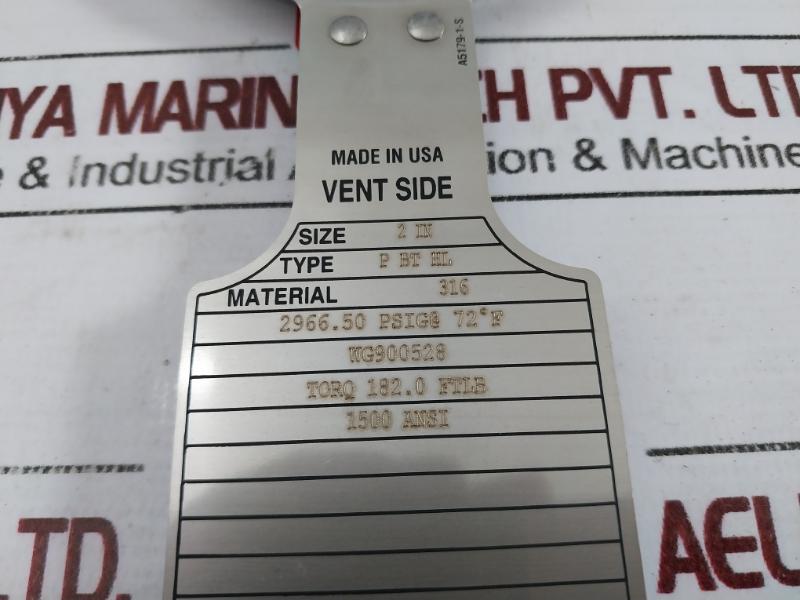 A5179-1-S
YA MARIN CH PVT. LTD
& Industrial A ion & Machine
MADE IN USA
VENT SIDE
SIZE 2 IN
TYPE P BT HL
MATERIAL 316
2966.50 PSIG@ 72°F
WG900528
TORQ 182.0 FTLB
1500 ANSI
LTD.
AEL